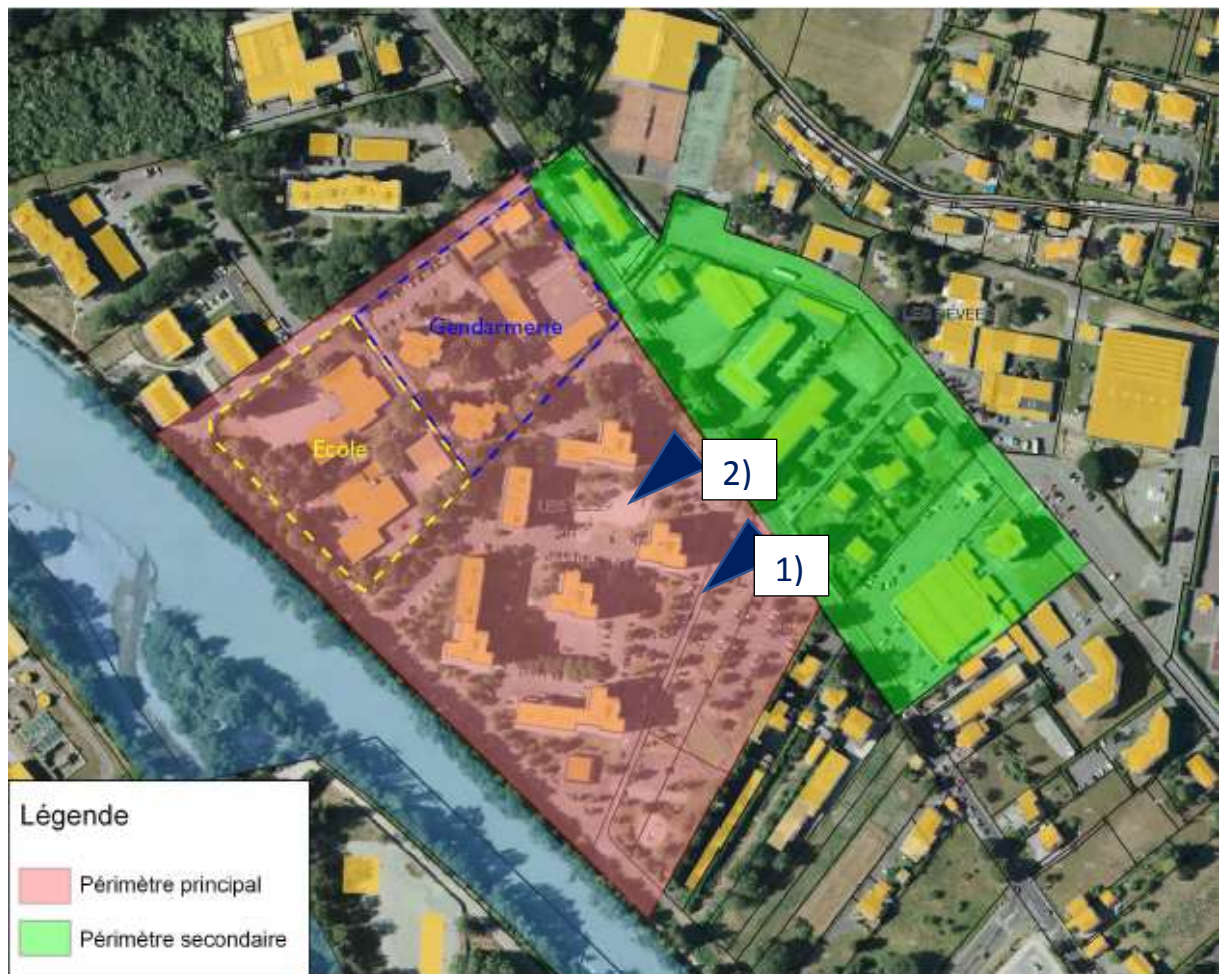 Gendarmerie
Ecole
2)
1)
Légende
Périmètre principal
Périmètre secondaire